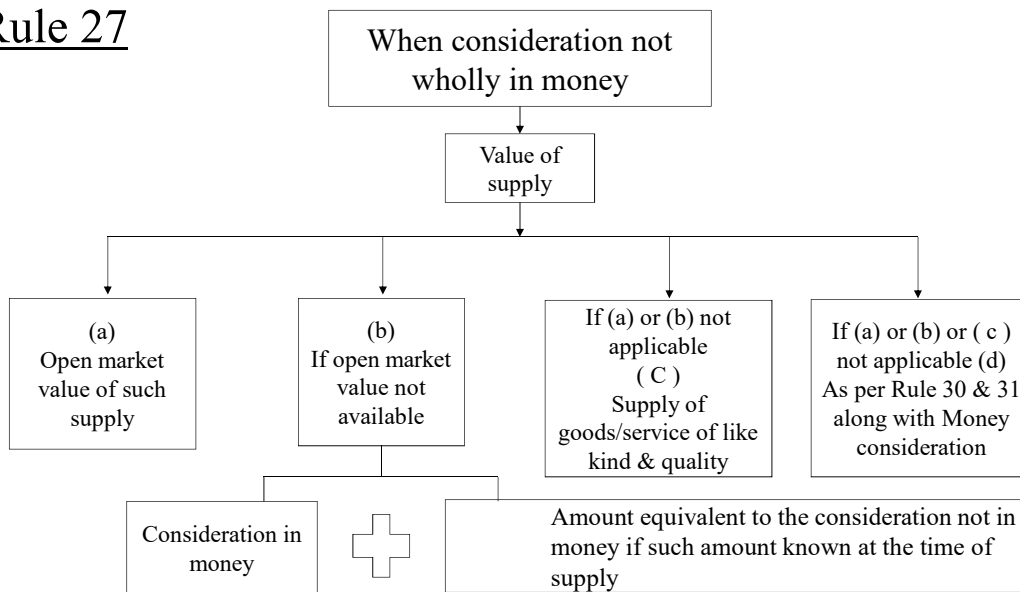 Rule 27
When consideration not
wholly in money
Value of
supply
(a)
Open market
value of such
supply
(b)
If open market
value not
available
If (a) or (b) not
applicable
( C )
Supply of
goods/service of like
kind & quality
If (a) or (b) or ( c )
not applicable (d)
As per Rule 30 & 31
along with Money
consideration
Consideration in
money
Amount equivalent to the consideration not in
money if such amount known at the time of
supply